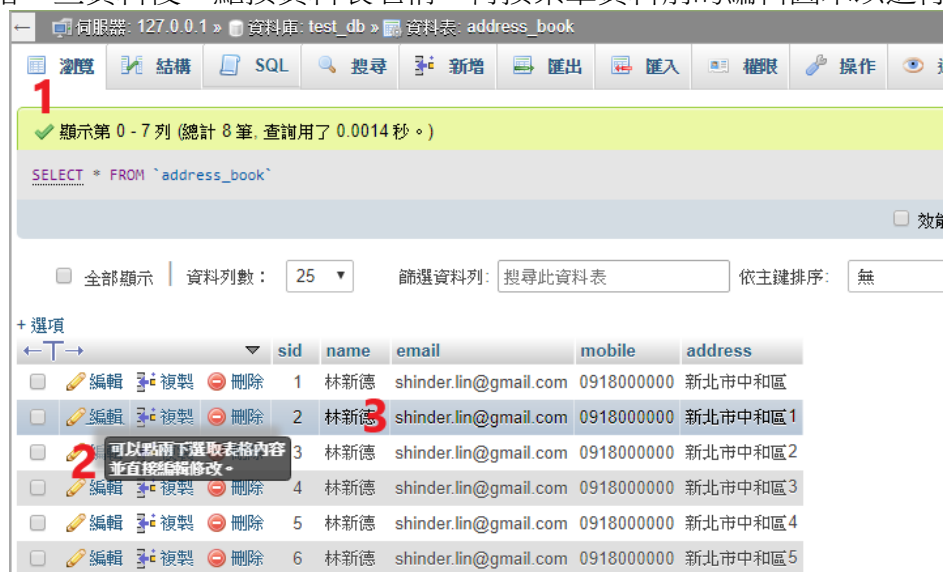 ← 伺服器: 127.0.0.1 » 資料庫: test_db » 資料表: address_book
瀏覽 結構 SQL 搜尋 新增 匯出 匯入 權限 操作
1
顯示第 0 - 7 列 (總計 8 筆, 查詢用了 0.0014 秒。)
SELECT * FROM `address_book`
效能
全部顯示 | 資料列數： 25 ▼ 篩選資料列: 搜尋此資料表 依主鍵排序: 無
+ 選項
←T→ ▼ sid name email mobile address
編輯 複製 刪除 1 林新德 shinder.lin@gmail.com 0918000000 新北市中和區
編輯 複製 刪除 2 林新德 3 shinder.lin@gmail.com 0918000000 新北市中和區1
3 林新德 shinder.lin@gmail.com 0918000000 新北市中和區2
2 可以點兩下選取表格內容
並直接編輯修改。
編輯 複製 刪除 4 林新德 shinder.lin@gmail.com 0918000000 新北市中和區3
編輯 複製 刪除 5 林新德 shinder.lin@gmail.com 0918000000 新北市中和區4
編輯 複製 刪除 6 林新德 shinder.lin@gmail.com 0918000000 新北市中和區5